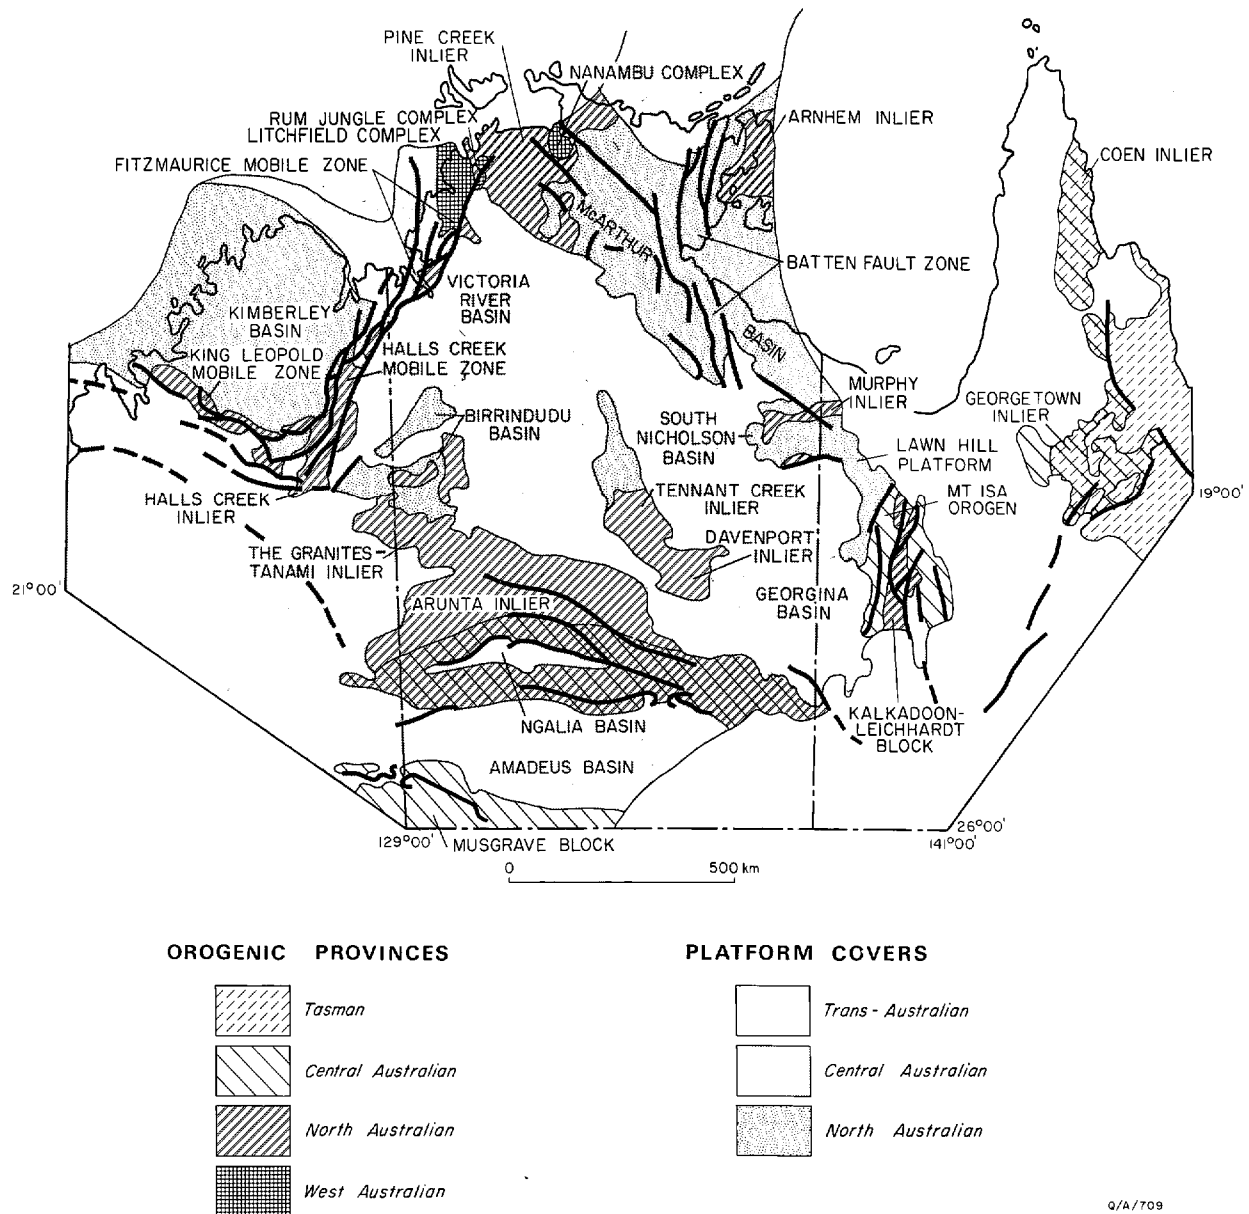 PINE CREEK
INLIER
NANAMBU COMPLEX
RUM JUNGLE COMPLEX
LITCHFIELD COMPLEX
ARNHEM INLIER
FITZMAURICE MOBILE ZONE
COEN INLIER
McARTHUR
BATTEN FAULT ZONE
VICTORIA
RIVER
BASIN
KIMBERLEY
BASIN
BASIN
KING LEOPOLD
MOBILE ZONE
HALLS CREEK
MOBILE ZONE
MURPHY
INLIER
GEORGETOWN
INLIER
BIRRINDUDU
BASIN
SOUTH
NICHOLSON
BASIN
LAWN HILL
PLATFORM
HALLS CREEK
INLIER
TENNANT CREEK
INLIER
MT ISA
OROGEN
19°00'
THE GRANITES-
TANAMI INLIER
DAVENPORT
INLIER
21°00'
ARUNTA INLIER
GEORGINA
BASIN
NGALIA BASIN
KALKADOON-
LEICHHARDT
BLOCK
AMADEUS BASIN
129°00'
MUSGRAVE BLOCK
26°00'
141°00'
0 500 km
OROGENIC PROVINCES
Tasman
Central Australian
North Australian
West Australian
PLATFORM COVERS
Trans-Australian
Central Australian
North Australian
Q/A/709